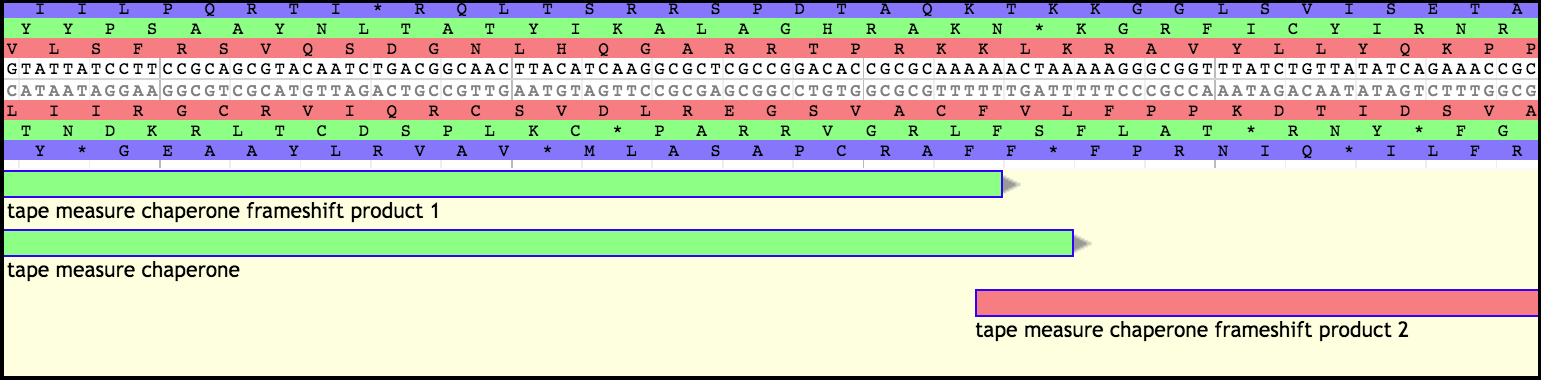 I I L P Q R T I * R Q L T S R R S P D T A Q K T K K G G L S V I S E T A
Y Y P S A A Y N L T A T Y I K A L A G H R A K N * K G R F I C Y I R N R
V L S F R S V Q S D G N L H Q G A R R T P R K K L K R A V Y L L Y Q K P P
GTATTATCCTTCCGCAGCGTACAATCTGACGGCAACTTACATCAAGGCGCTCGCCGGACACCGCGCAAAAAACTAAAAAGGGCGGTTTATCTGTTATATCAGAAACCGC
CATAATAGGAAGGCGTCGCATGTTAGACTGCCGTTGAATGTAGTTCCGCGAGCGGCCTGTGGCGCGTTTTTTGATTTTTCCCGCCAAATAGACAATATAGTCTTTGGCG
L I I R G C R V I Q R C S V D L R E G S V A C F V L F P P K D T I D S V A
T N D K R L T C D S P L K C * P A R R V G R L F S F L A T * R N Y * F G
Y * G E A A Y L R V A V * M L A S A P C R A F F * F P R N I Q * I L F R
tape measure chaperone frameshift product 1
tape measure chaperone
tape measure chaperone frameshift product 2